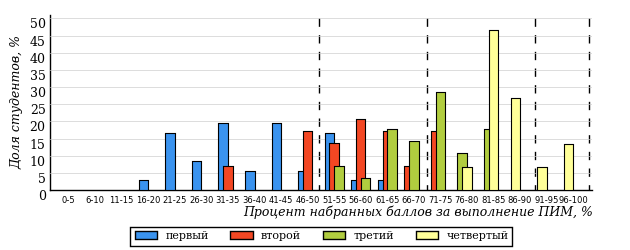 50
45
40
35
30
25
20
15
10
5
0
Доля студентов, %
0-5 6-10 11-15 16-20 21-25 26-30 31-35 36-40 41-45 46-50 51-55 56-60 61-65 66-70 71-75 76-80 81-85 86-90 91-95 96-100
Процент набранных баллов за выполнение ПИМ, %
первый второй третий четвертый